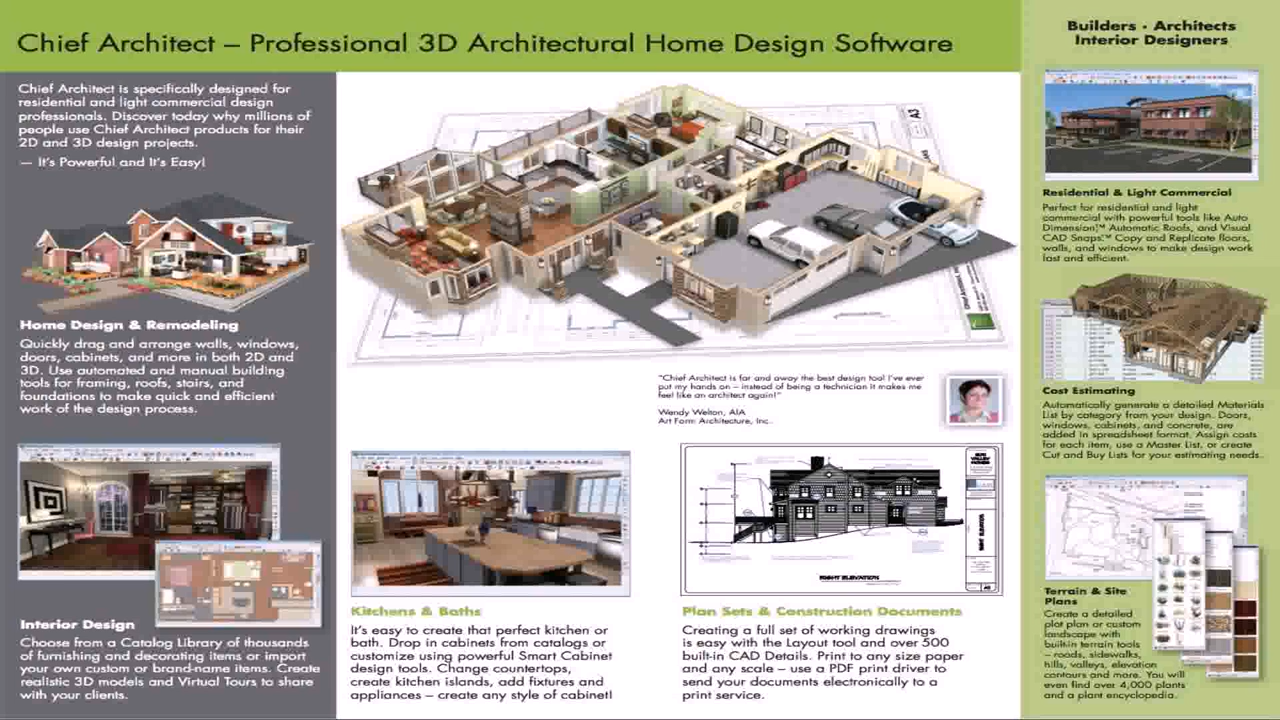 Chief Architect – Professional 3D Architectural Home Design Software
Builders · Architects
Interior Designers
Chief Architect is specifically designed for
residential and light commercial design
professionals. Discover today why millions of
people use Chief Architect products for their
2D and 3D design projects.
— It's Powerful and It's Easy!
Home Design & Remodeling
Quickly drag and arrange walls, windows,
doors, cabinets, and more in both 2D and
3D. Use automated and manual building
tools for framing, roofs, stairs, and
foundations to make quick and efficient
work of the design process.
Interior Design
Choose from a Catalog Library of thousands
of furnishing and decorating items or import
your own custom or brand-name items. Create
realistic 3D models and Virtual Tours to share
with your clients.
A3
"Chief Architect is far and away the best design tool I've ever
put my hands on – instead of being a technician it makes me
feel like an architect again!"
Wendy Welton, AIA
Art Form Architecture, Inc.
Kitchens & Baths
It's easy to create that perfect kitchen or
bath. Drop in cabinets from catalogs or
customize using powerful Smart Cabinet
design tools. Change countertops,
create kitchen islands, add fixtures and
appliances – create any style of cabinet!
RIGHT ELEVATION
Plan Sets & Construction Documents
Creating a full set of working drawings
is easy with the Layout tool and over 500
built-in CAD Details. Print to any size paper
and any scale – use a PDF print driver to
send your documents electronically to a
print service.
Residential & Light Commercial
Perfect for residential and light
commercial with powerful tools like Auto
Dimension,™ Automatic Roofs, and Visual
CAD Snaps.™ Copy and Replicate floors,
walls, and windows to make design work
fast and efficient.
Cost Estimating
Automatically generate a detailed Materials
List by category from your design. Doors,
windows, cabinets, and concrete, are
added in spreadsheet format. Assign costs
for each item, use a Master List, or create
Cut and Buy Lists for your estimating needs.
Terrain & Site
Plans
Create a detailed
plot plan or custom
landscape with
built-in terrain tools
– roads, sidewalks,
hills, valleys, elevation
contours and more. You will
even find over 4,000 plants
and a plant encyclopedia.